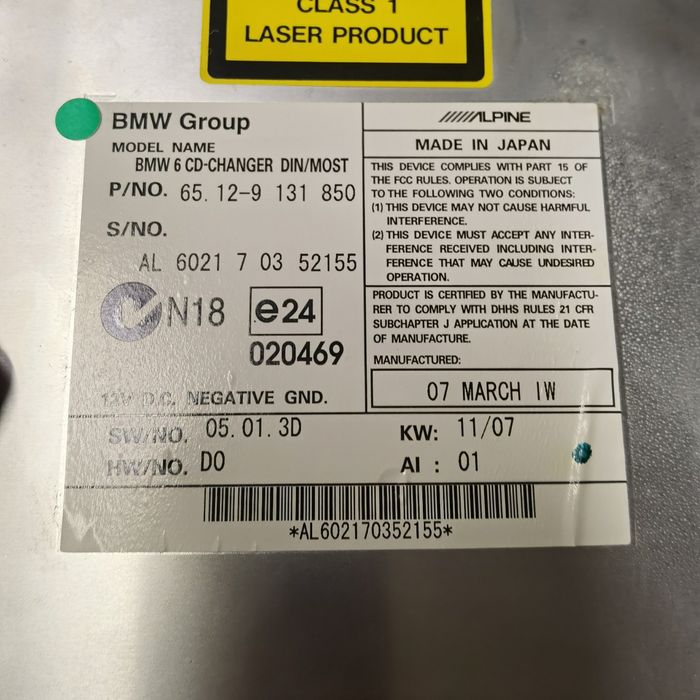 CLASS 1
LASER PRODUCT
BMW Group
MODEL NAME
BMW 6 CD-CHANGER DIN/MOST
P/NO. 65. 12-9 131 850
S/NO.
AL 6021 7 03 52155
N18 e24
020469
12V D.C. NEGATIVE GND.
ALPINE
MADE IN JAPAN
THIS DEVICE COMPLIES WITH PART 15 OF
THE FCC RULES. OPERATION IS SUBJECT
TO THE FOLLOWING TWO CONDITIONS:
(1) THIS DEVICE MAY NOT CAUSE HARMFUL
INTERFERENCE.
(2) THIS DEVICE MUST ACCEPT ANY INTER-
FERENCE RECEIVED INCLUDING INTER-
FERENCE THAT MAY CAUSE UNDESIRED
OPERATION.
PRODUCT IS CERTIFIED BY THE MANUFACTU-
RER TO COMPLY WITH DHHS RULES 21 CFR
SUBCHAPTER J APPLICATION AT THE DATE
OF MANUFACTURE.
MANUFACTURED:
07 MARCH IW
SW/NO. 05. 01. 3D KW: 11/07
HW/NO. D0 AI : 01
*AL602170352155*